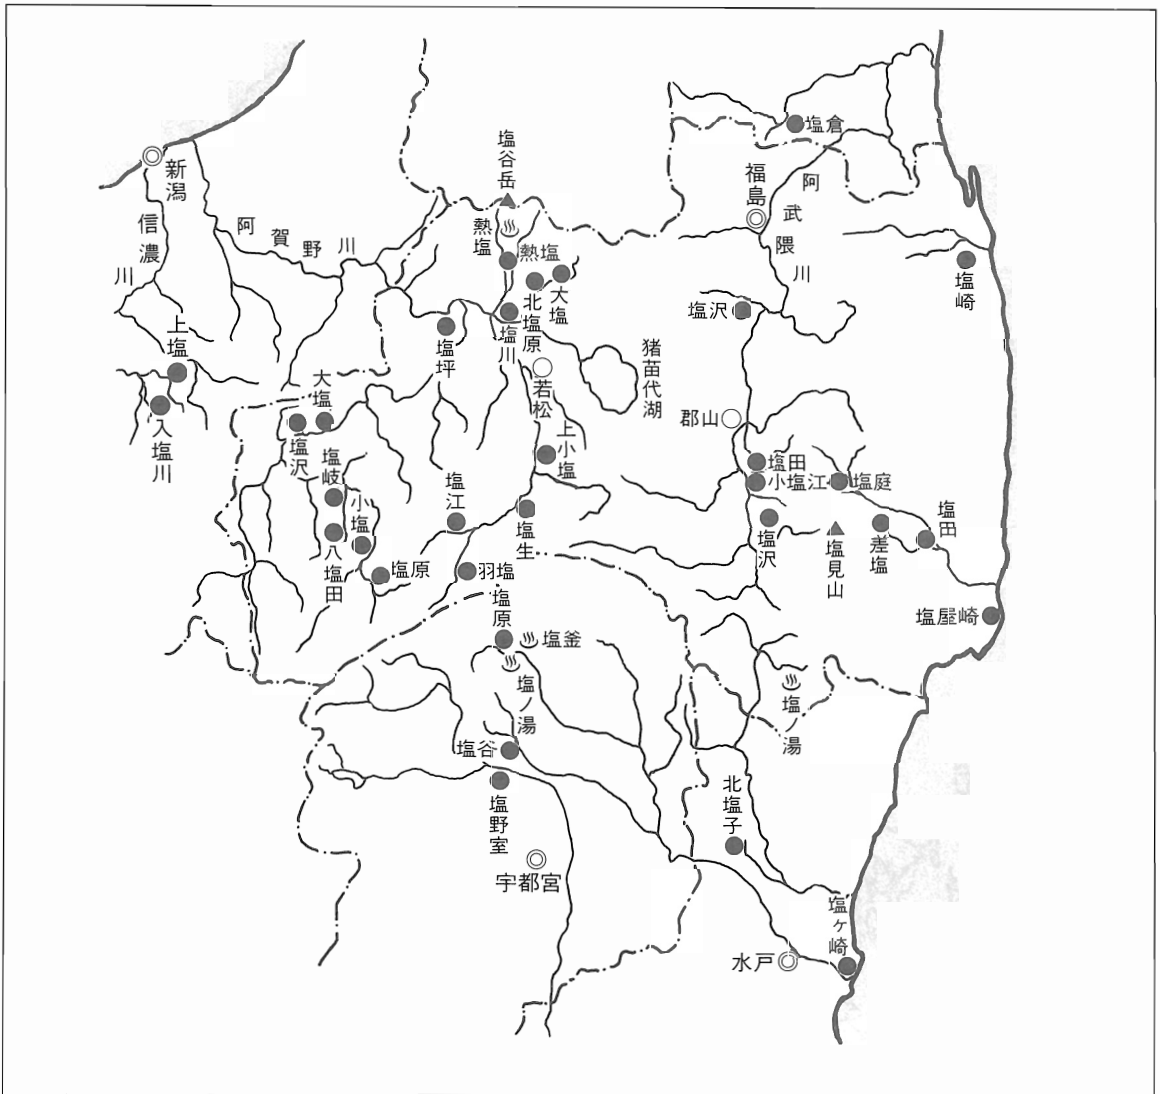 塩谷岳
塩倉
新潟
福島
阿武隈川
信濃川
阿賀野川
熱塩
熱塩
大塩
北塩原
塩川
塩崎
塩沢
上塩
塩坪
猪苗代湖
若松
大塩
入塩川
塩沢
郡山
上小塩
塩岐
塩田
小塩江
塩庭
小塩
塩江
塩生
塩沢
塩見山
差塩
塩田
八塩田
塩原
羽塩
塩原
塩釜
塩屋崎
塩ノ湯
塩ノ湯
塩谷
塩野室
北塩子
宇都宮
塩ヶ崎
水戸